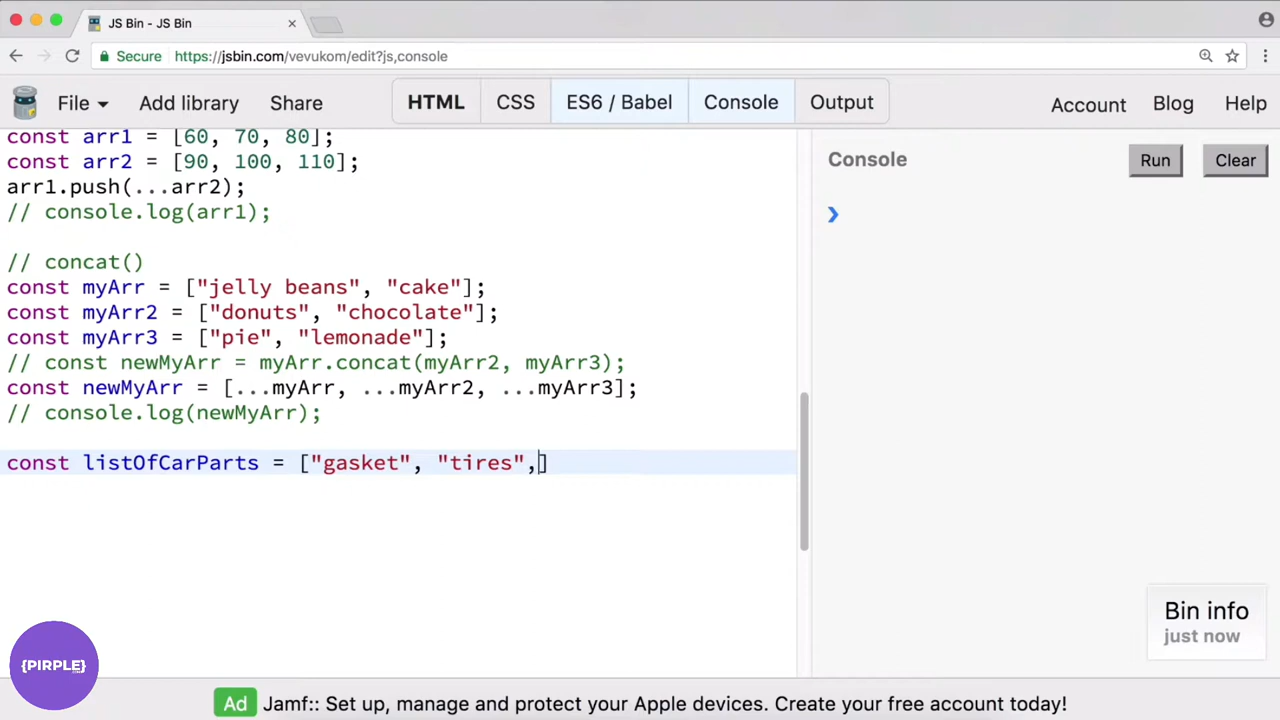 JS Bin - JS Bin
Secure https://jsbin.com/vevukom/edit?js,console
File Add library Share HTML CSS ES6 / Babel Console Output Account Blog Help
const arr1 = [60, 70, 80];
const arr2 = [90, 100, 110];
arr1.push(...arr2);
// console.log(arr1);
// concat()
const myArr = ["jelly beans", "cake"];
const myArr2 = ["donuts", "chocolate"];
const myArr3 = ["pie", "lemonade"];
// const newMyArr = myArr.concat(myArr2, myArr3);
const newMyArr = [...myArr, ...myArr2, ...myArr3];
// console.log(newMyArr);
const listOfCarParts = ["gasket", "tires",]
Console Run Clear
Bin info
just now
{PIRPLE}
Ad Jamf:: Set up, manage and protect your Apple devices. Create your free account today!